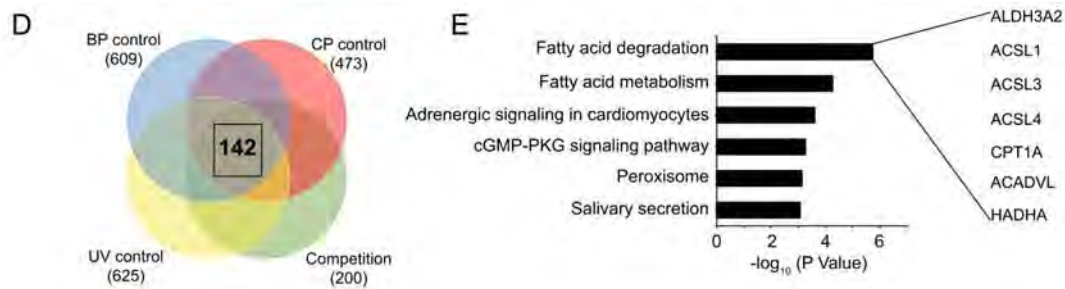 D
BP control
(609)
CP control
(473)
142
UV control
(625)
Competition
(200)
E
Fatty acid degradation
Fatty acid metabolism
Adrenergic signaling in cardiomyocytes
cGMP-PKG signaling pathway
Peroxisome
Salivary secretion
0 2 4 6
-log10 (P Value)
ALDH3A2
ACSL1
ACSL3
ACSL4
CPT1A
ACADVL
HADHA